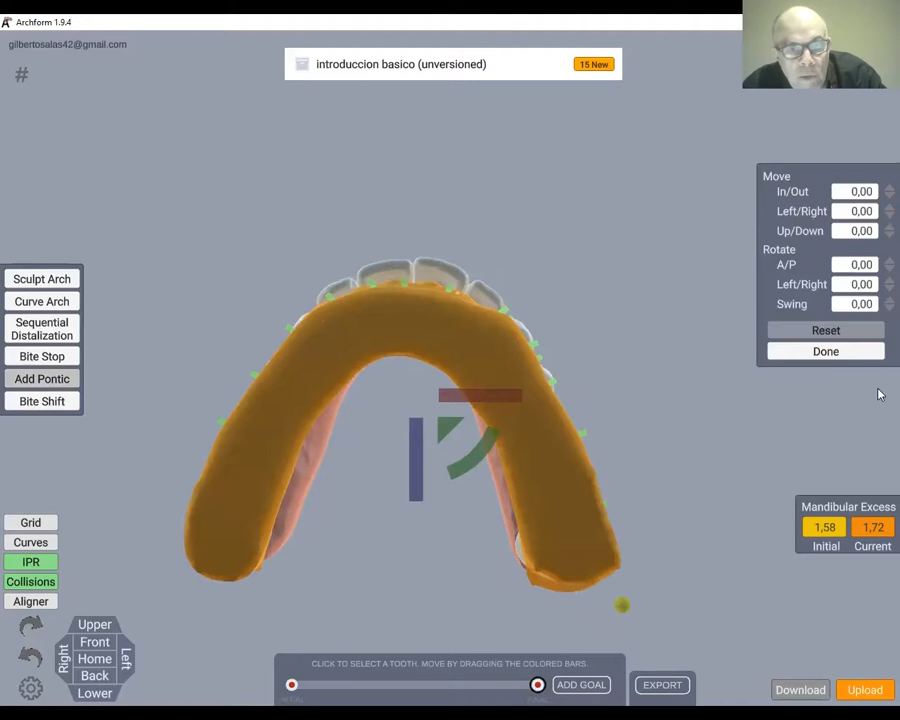 Archform 1.9.4
gilbertosalas42@gmail.com
#
introduccion basico (unversioned)
15 New
Move
In/Out 0,00
Left/Right 0,00
Up/Down 0,00
Rotate
A/P 0,00
Left/Right 0,00
Swing 0,00
Reset
Done
Sculpt Arch
Curve Arch
Sequential
Distalization
Bite Stop
Add Pontic
Bite Shift
Mandibular Excess
1,58 1,72
Initial Current
Grid
Curves
IPR
Collisions
Aligner
Upper
Front
Right Home Left
Back
Lower
CLICK TO SELECT A TOOTH. MOVE BY DRAGGING THE COLORED BARS.
ADD GOAL
EXPORT
Download
Upload